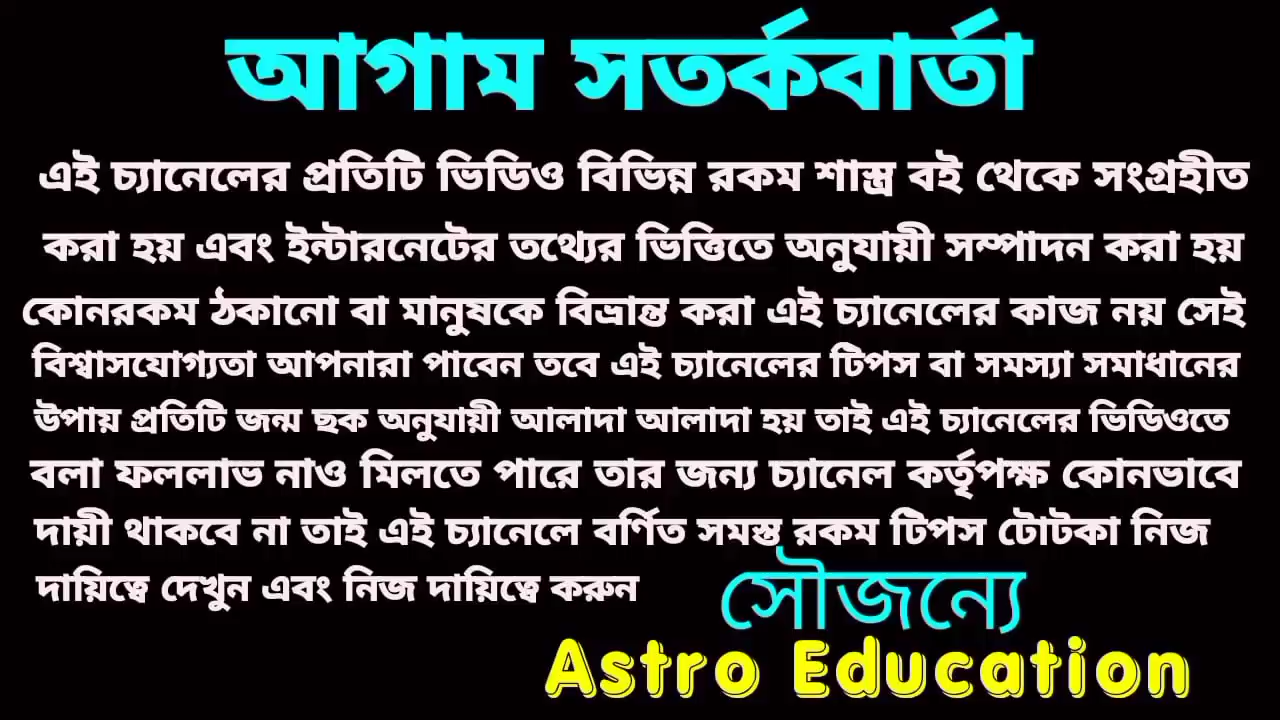 আগাম সতর্কবার্তা
এই চ্যানেলের প্রতিটি ভিডিও বিভিন্ন রকম শাস্ত্র বই থেকে সংগ্রহীত
করা হয় এবং ইন্টারনেটের তথ্যের ভিত্তিতে অনুযায়ী সম্পাদন করা হয়
কোনরকম ঠকানো বা মানুষকে বিভ্রান্ত করা এই চ্যানেলের কাজ নয় সেই
বিশ্বাসযোগ্যতা আপনারা পাবেন তবে এই চ্যানেলের টিপস বা সমস্যা সমাধানের
উপায় প্রতিটি জন্ম ছক অনুযায়ী আলাদা আলাদা হয় তাই এই চ্যানেলের ভিডিওতে
বলা ফললাভ নাও মিলতে পারে তার জন্য চ্যানেল কর্তৃপক্ষ কোনভাবে
দায়ী থাকবে না তাই এই চ্যানেলে বর্ণিত সমস্ত রকম টিপস টোটকা নিজ
দায়িত্বে দেখুন এবং নিজ দায়িত্বে করুন
সৌজন্যে
Astro Education